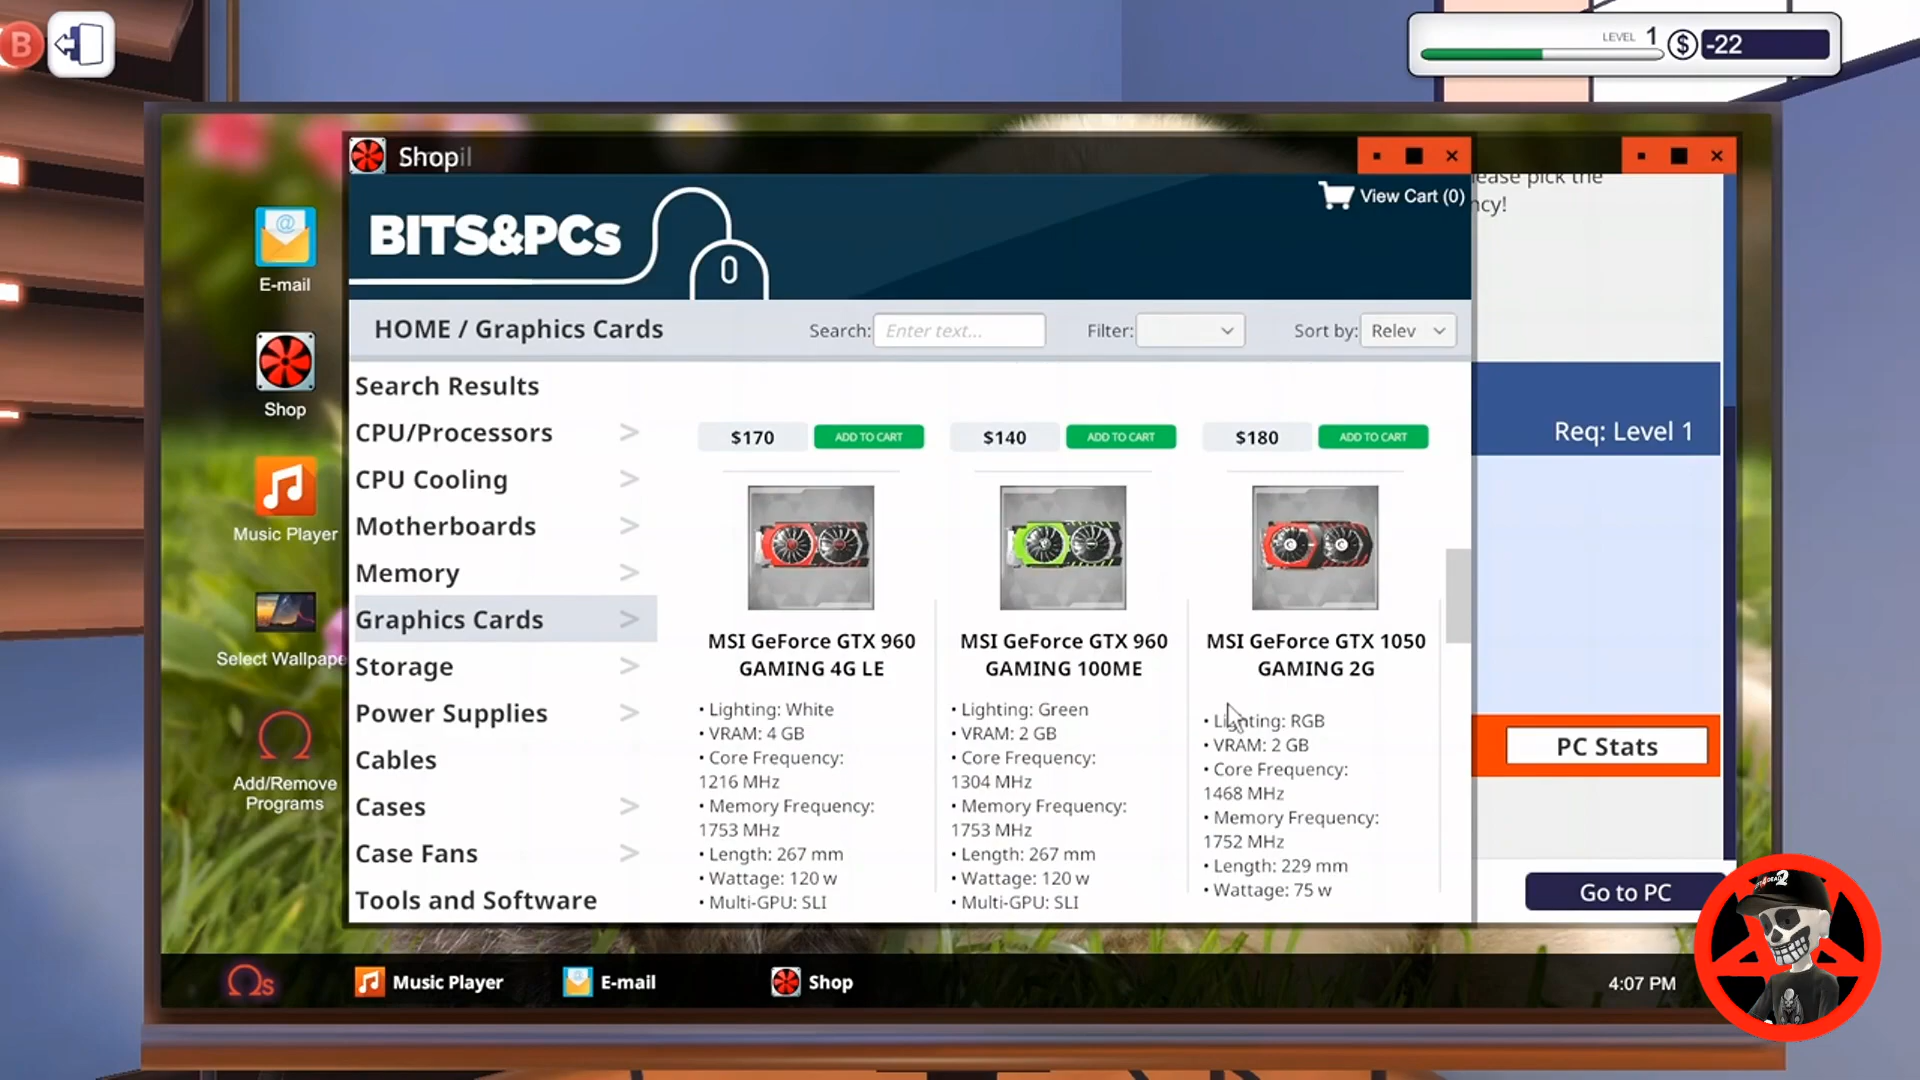 B
LEVEL 1
$ -22
Shop
View Cart (0)
ease pick the
ncy!
BITS&PCs
HOME / Graphics Cards
Search: Enter text...
Filter:
Sort by: Relev
E-mail
Shop
Music Player
Select Wallpape
Add/Remove
Programs
Search Results
CPU/Processors >
CPU Cooling >
Motherboards >
Memory >
Graphics Cards >
Storage >
Power Supplies >
Cables
Cases >
Case Fans >
Tools and Software
$170 ADD TO CART
$140 ADD TO CART
$180 ADD TO CART
MSI GeForce GTX 960
GAMING 4G LE
• Lighting: White
• VRAM: 4 GB
• Core Frequency:
1216 MHz
• Memory Frequency:
1753 MHz
• Length: 267 mm
• Wattage: 120 w
• Multi-GPU: SLI
MSI GeForce GTX 960
GAMING 100ME
• Lighting: Green
• VRAM: 2 GB
• Core Frequency:
1304 MHz
• Memory Frequency:
1753 MHz
• Length: 267 mm
• Wattage: 120 w
• Multi-GPU: SLI
MSI GeForce GTX 1050
GAMING 2G
• Lighting: RGB
• VRAM: 2 GB
• Core Frequency:
1468 MHz
• Memory Frequency:
1752 MHz
• Length: 229 mm
• Wattage: 75 w
Req: Level 1
PC Stats
Go to PC
Ωs
Music Player
E-mail
Shop
4:07 PM